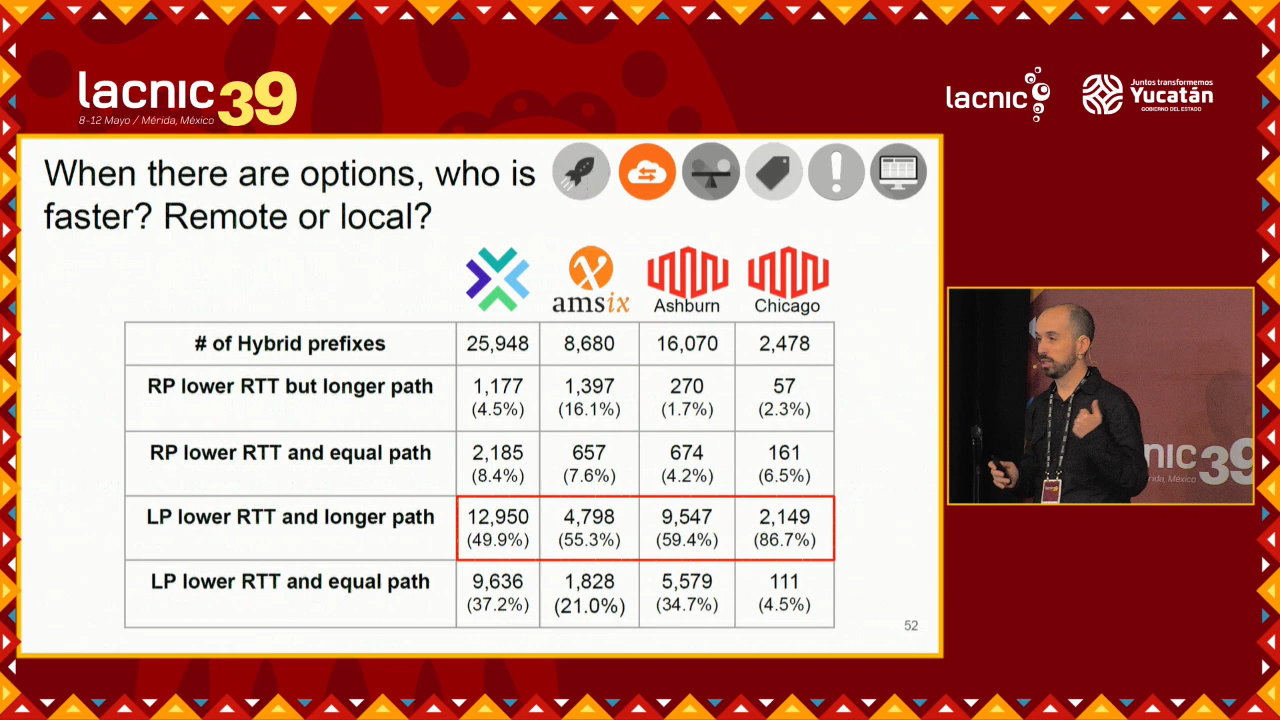 lacnic 39
8-12 Mayo / Mérida, México
lacnic
Juntos transformemos
Yucatán
GOBIERNO DEL ESTADO
When there are options, who is
faster? Remote or local?
amsix
Ashburn
Chicago
# of Hybrid prefixes 25,948 8,680 16,070 2,478
RP lower RTT but longer path 1,177 1,397 270 57
(4.5%) (16.1%) (1.7%) (2.3%)
RP lower RTT and equal path 2,185 657 674 161
(8.4%) (7.6%) (4.2%) (6.5%)
LP lower RTT and longer path 12,950 4,798 9,547 2,149
(49.9%) (55.3%) (59.4%) (86.7%)
LP lower RTT and equal path 9,636 1,828 5,579 111
(37.2%) (21.0%) (34.7%) (4.5%)
52
nic 39
rida, México
lacnic39